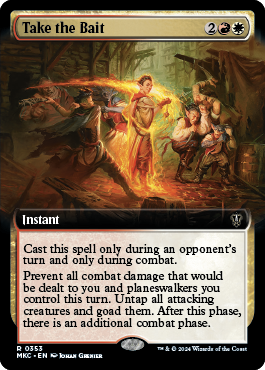 Take the Bait 2
Instant
Cast this spell only during an opponent's
turn and only during combat.
Prevent all combat damage that would
be dealt to you and planeswalkers you
control this turn. Untap all attacking
creatures and goad them. After this phase,
there is an additional combat phase.
R 0353
MKC • EN Johan Grenier ™ & © 2024 Wizards of the Coast